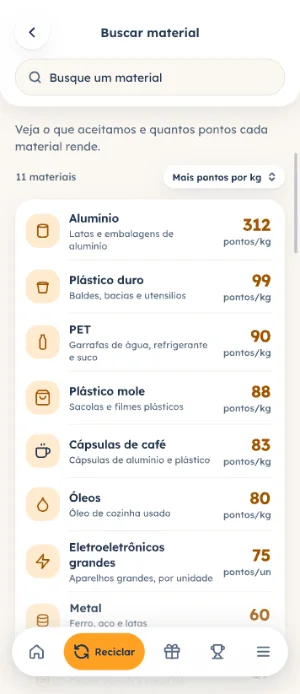 Buscar material
Busque um material
Veja o que aceitamos e quantos pontos cada
material rende.
11 materiais
Mais pontos por kg
Alumínio
Latas e embalagens de
alumínio
312
pontos/kg
Plástico duro
Baldes, bacias e utensílios
99
pontos/kg
PET
Garrafas de água, refrigerante
e suco
90
pontos/kg
Plástico mole
Sacolas e filmes plásticos
88
pontos/kg
Cápsulas de café
Cápsulas de alumínio e plástico
83
pontos/kg
Óleos
Óleo de cozinha usado
80
pontos/kg
Eletroeletrônicos
grandes
Aparelhos grandes, por unidade
75
pontos/un
Metal
Ferro, aço e latas
60
Reciclar